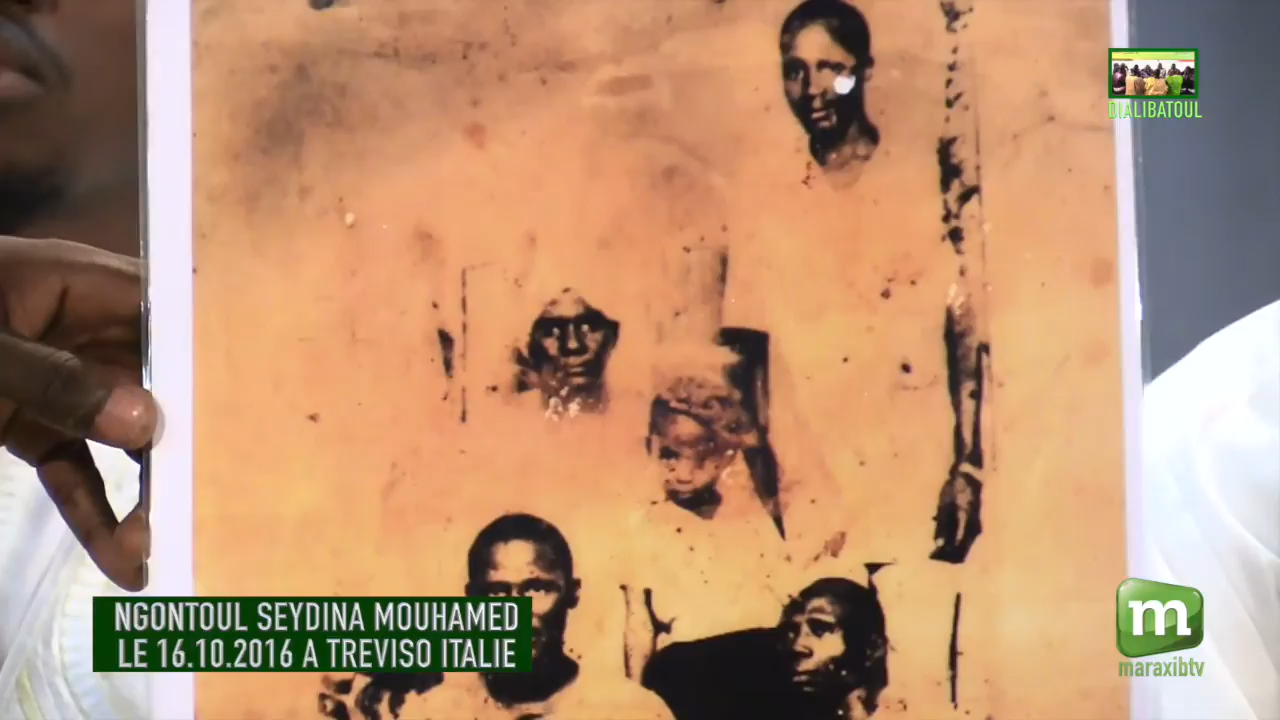 DIALIBATOUL
NGONTOUL SEYDINA MOUHAMED
LE 16.10.2016 A TREVISO ITALIE
m
maraxibtv